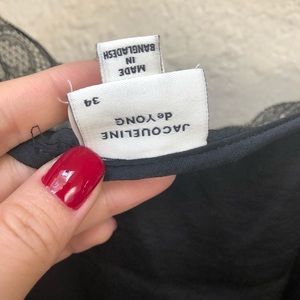 JACQUELINE
de YONG
34
MADE
IN
BANGLADESH